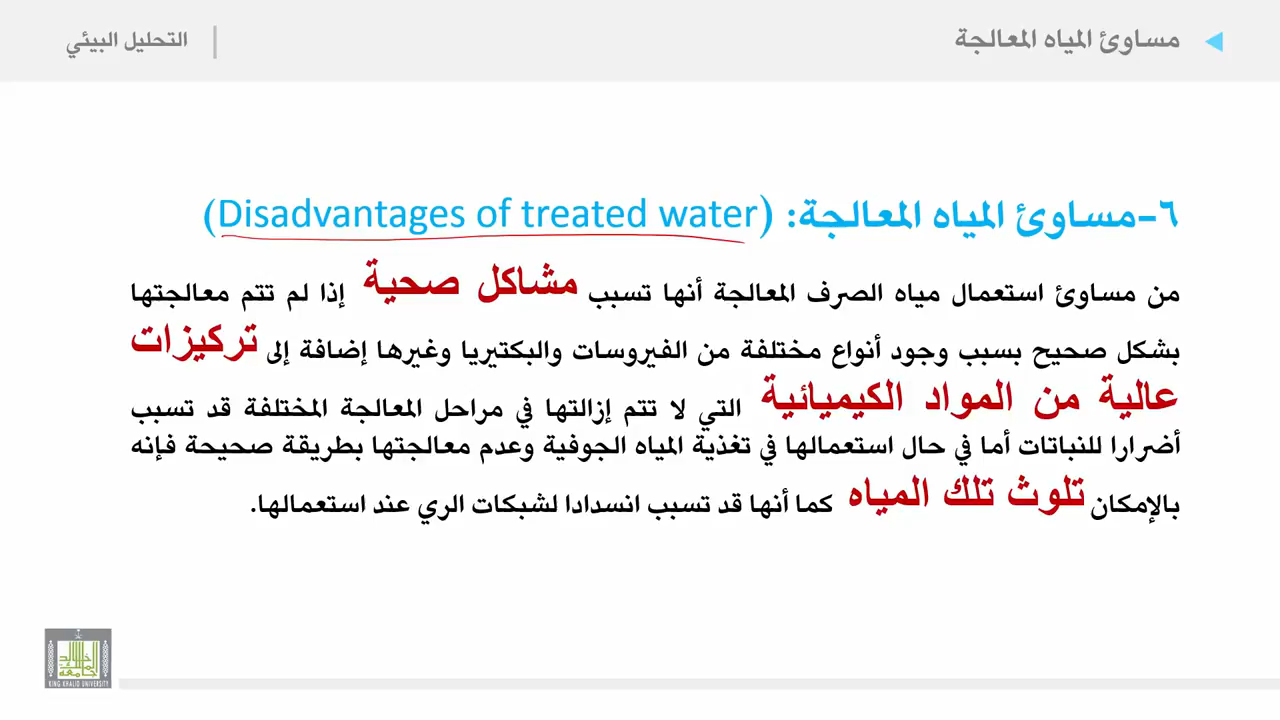 مساوئ المياه المعالجة
التحليل البيئي
٦-مساوئ المياه المعالجة: (Disadvantages of treated water)
من مساوئ استعمال مياه الصرف المعالجة أنها تسبب مشاكل صحية إذا لم تتم معالجتها
بشكل صحيح بسبب وجود أنواع مختلفة من الفيروسات والبكتيريا وغيرها إضافة إلى تركيزات
عالية من المواد الكيميائية التي لا تتم إزالتها في مراحل المعالجة المختلفة قد تسبب
أضرارا للنباتات أما في حال استعمالها في تغذية المياه الجوفية وعدم معالجتها بطريقة صحيحة فإنه
بالإمكان تلوث تلك المياه كما أنها قد تسبب انسدادا لشبكات الري عند استعمالها.
KING KHALID UNIVERSITY